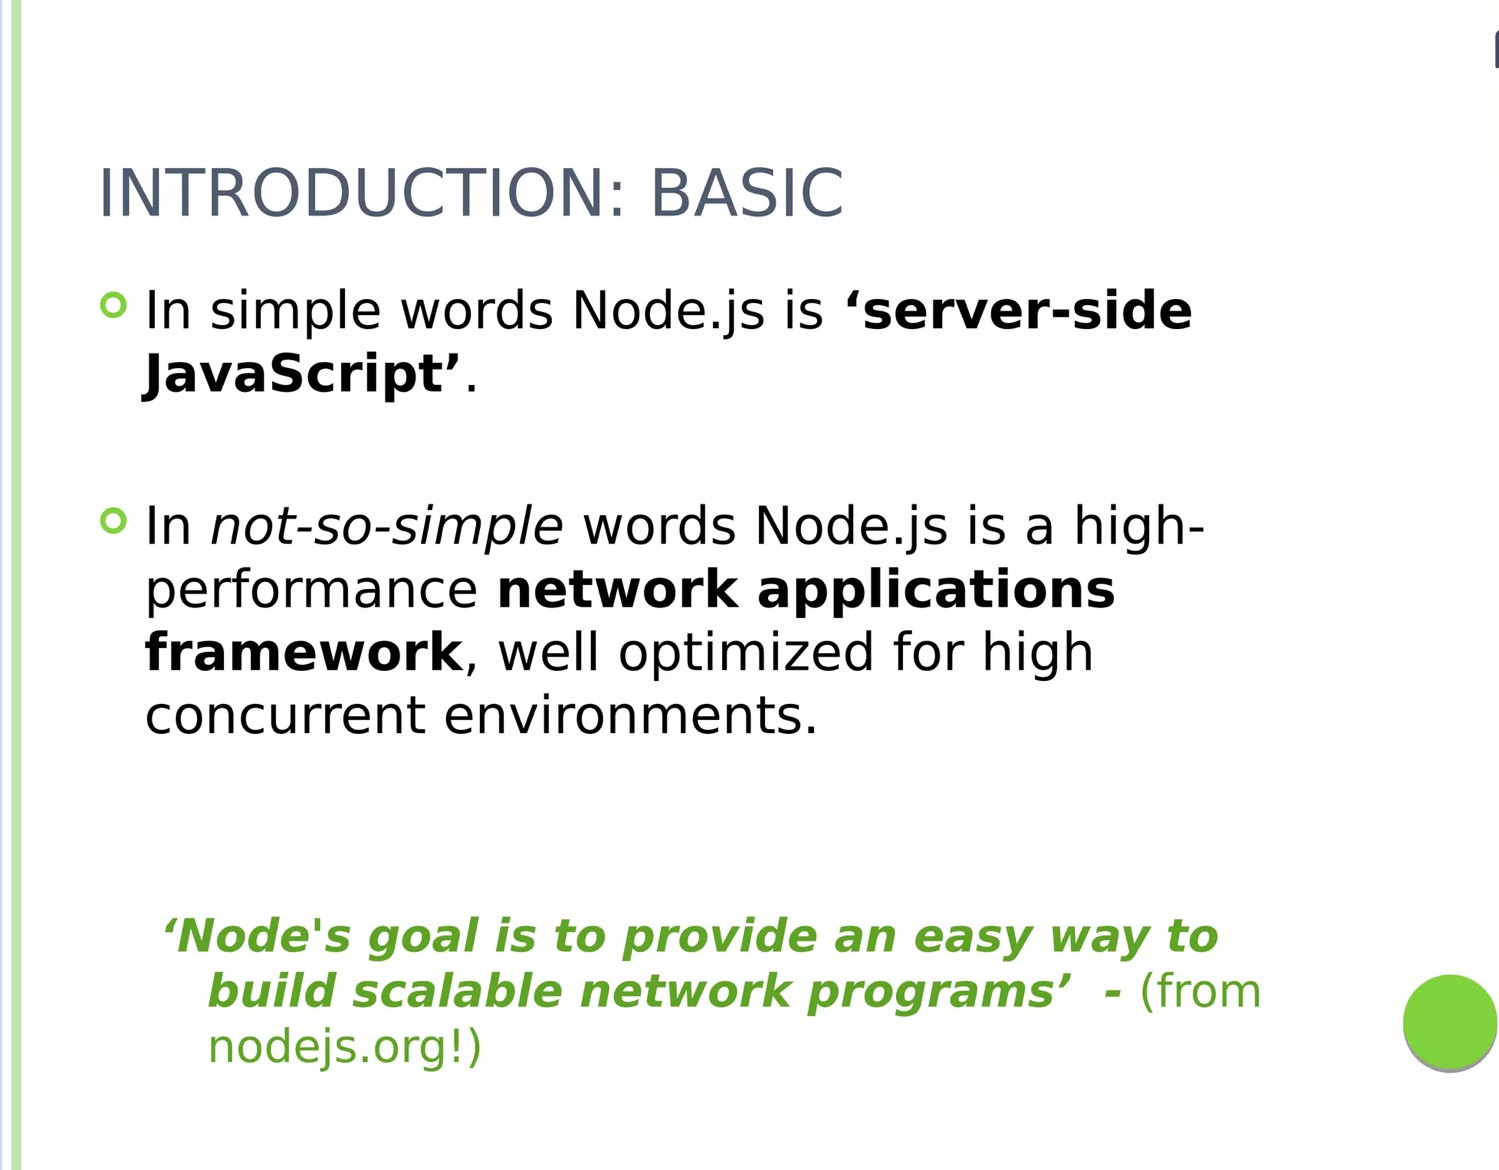 INTRODUCTION: BASIC
In simple words Node.js is ‘server-side
JavaScript’.
In not-so-simple words Node.js is a high-
performance network applications
framework, well optimized for high
concurrent environments.
‘Node's goal is to provide an easy way to
build scalable network programs’  - (from
nodejs.org!)